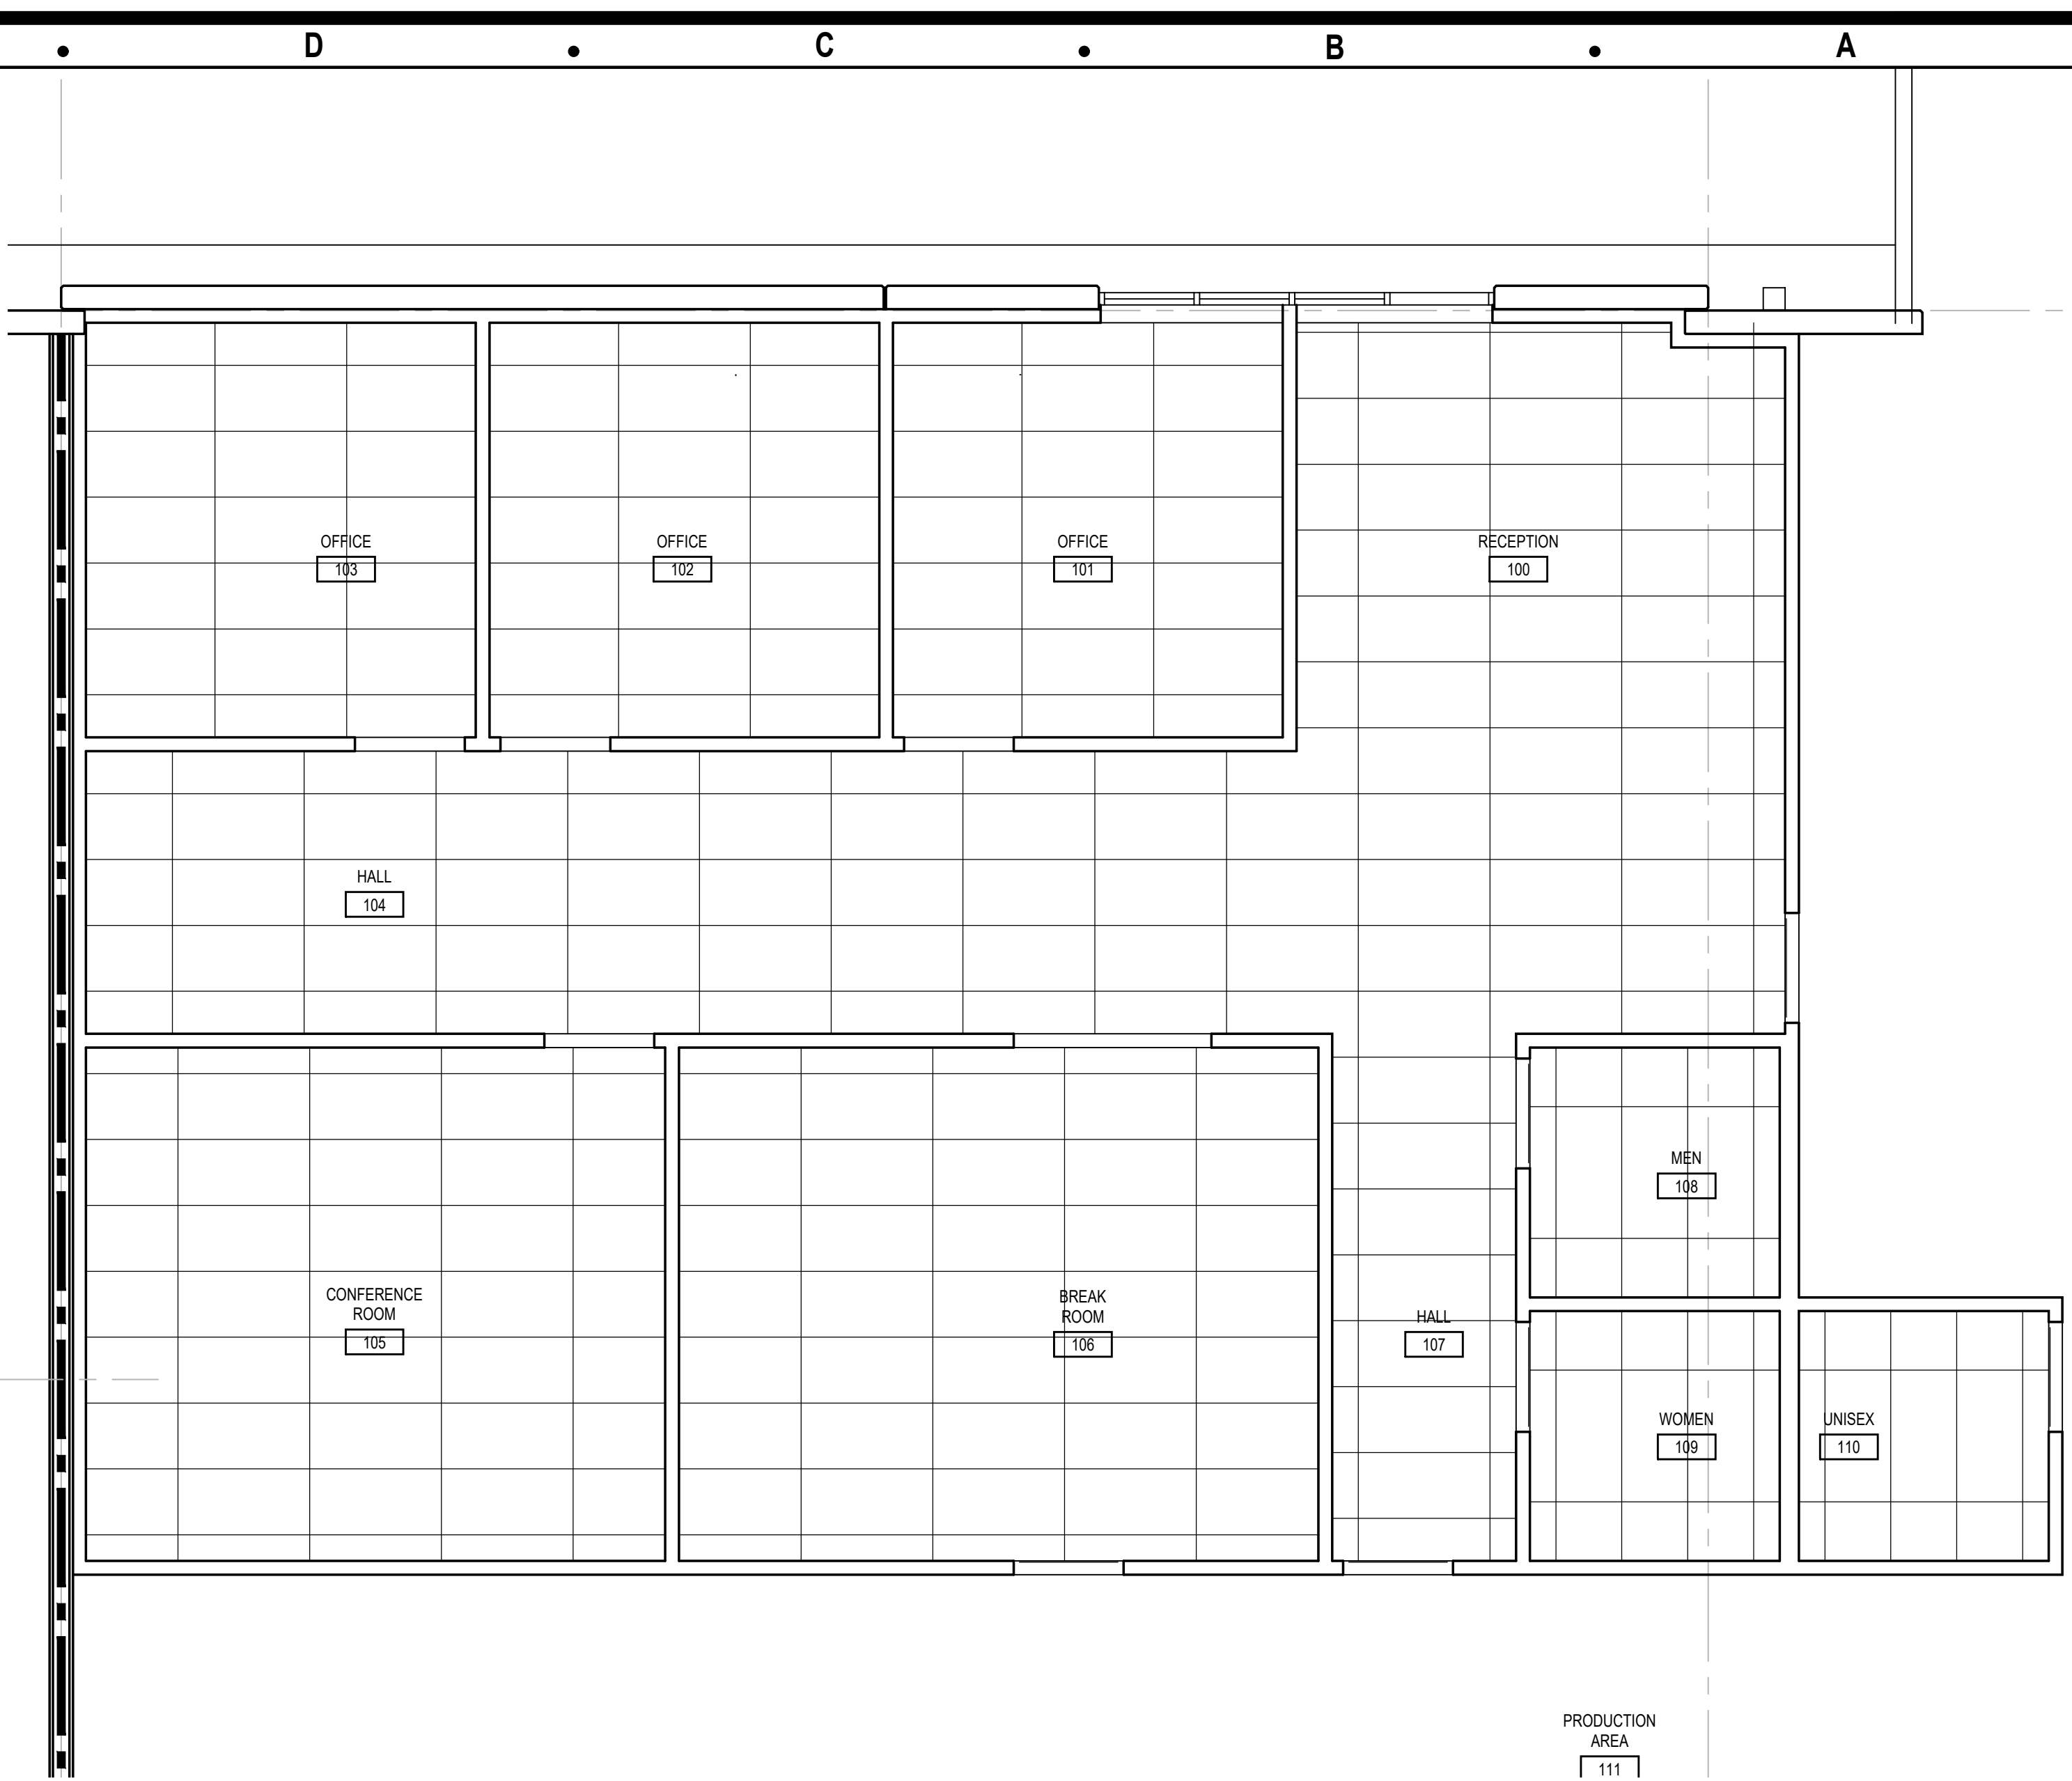 D
C
B
A
OFFICE
103
OFFICE
102
OFFICE
101
RECEPTION
100
HALL
104
CONFERENCE
ROOM
105
BREAK
ROOM
106
HALL
107
MEN
108
WOMEN
109
UNISEX
110
PRODUCTION
AREA
111